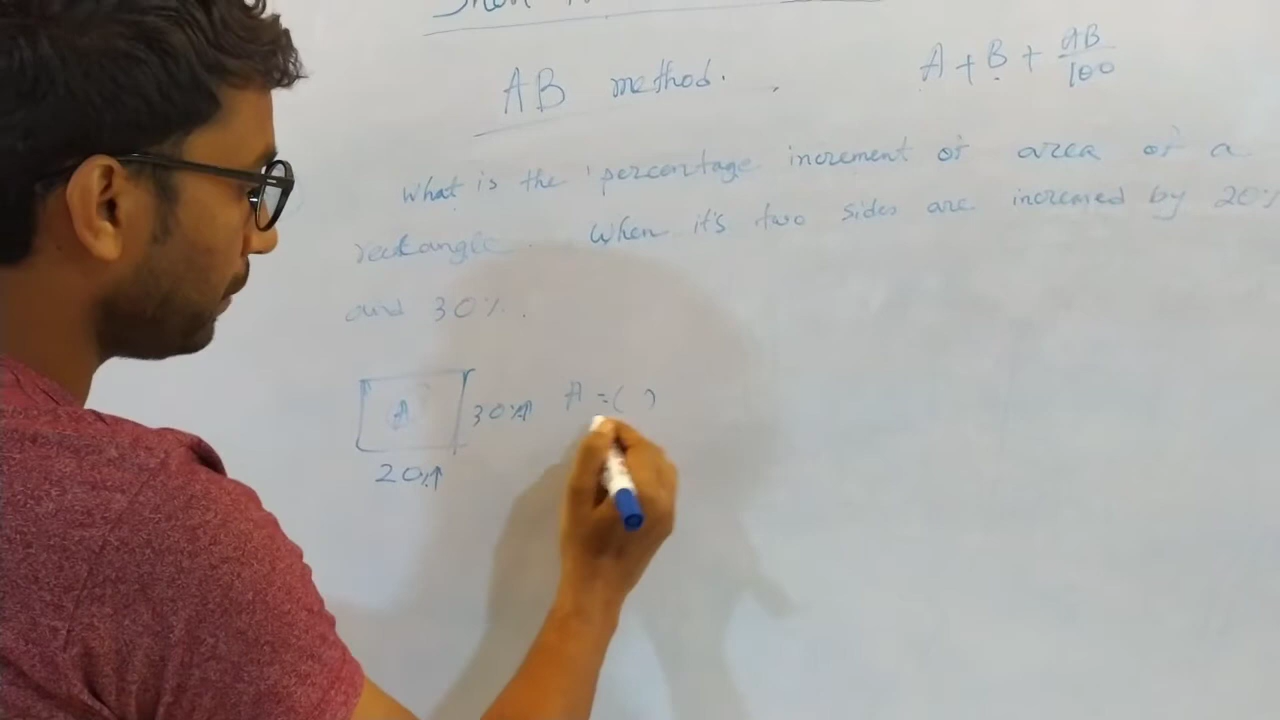 AB method.
A + B + AB/100
What is the percentage increment of area of a
rectangle. When it's two sides are increased by 20%
and 30%.
A 30%↑ A = ( )
20%↑